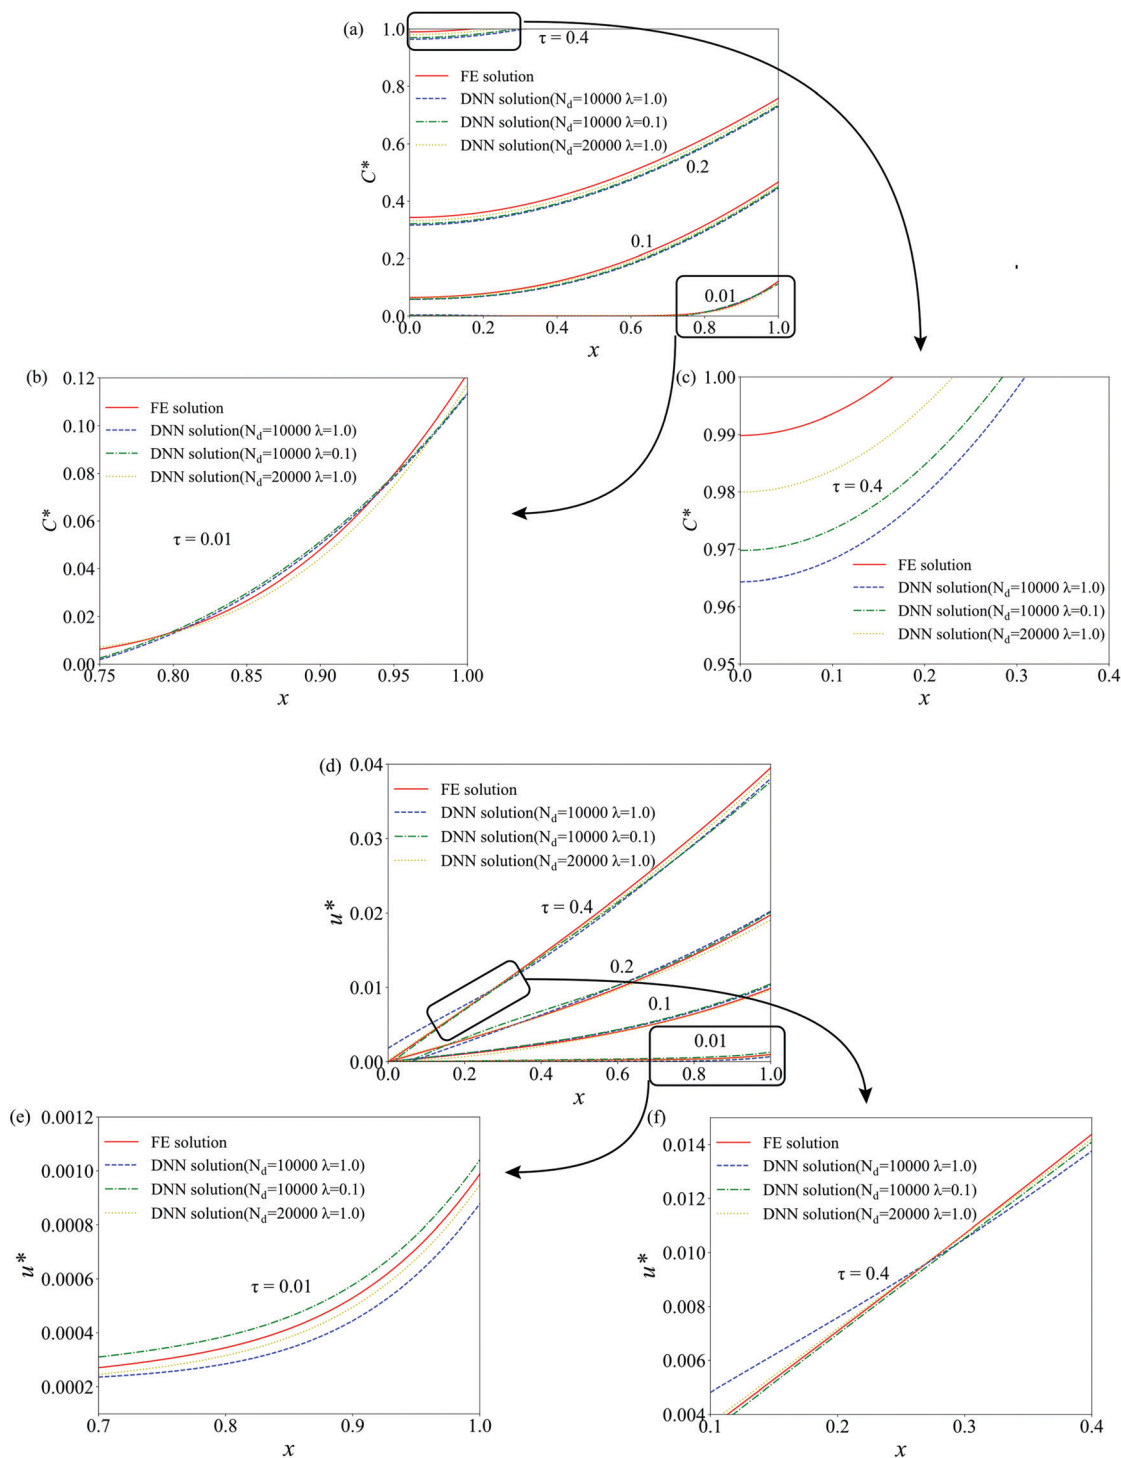 (a)
1.0
0.8
0.6
0.4
0.2
0.0
C*
τ = 0.4
FE solution
DNN solution(N_d=10000 λ=1.0)
DNN solution(N_d=10000 λ=0.1)
DNN solution(N_d=20000 λ=1.0)
0.2
0.1
0.01
0.0 0.2 0.4 0.6 0.8 1.0
x
(b)
0.12
0.10
0.08
0.06
0.04
0.02
0.00
C*
FE solution
DNN solution(N_d=10000 λ=1.0)
DNN solution(N_d=10000 λ=0.1)
DNN solution(N_d=20000 λ=1.0)
τ = 0.01
0.75 0.80 0.85 0.90 0.95 1.00
x
(c)
1.00
0.99
0.98
0.97
0.96
0.95
C*
τ = 0.4
FE solution
DNN solution(N_d=10000 λ=1.0)
DNN solution(N_d=10000 λ=0.1)
DNN solution(N_d=20000 λ=1.0)
0.0 0.1 0.2 0.3 0.4
x
(d)
0.04
0.03
0.02
0.01
0.00
u*
FE solution
DNN solution(N_d=10000 λ=1.0)
DNN solution(N_d=10000 λ=0.1)
DNN solution(N_d=20000 λ=1.0)
τ = 0.4
0.2
0.1
0.01
0.0 0.2 0.4 0.6 0.8 1.0
x
(e)
0.0012
0.0010
0.0008
0.0006
0.0004
0.0002
u*
FE solution
DNN solution(N_d=10000 λ=1.0)
DNN solution(N_d=10000 λ=0.1)
DNN solution(N_d=20000 λ=1.0)
τ = 0.01
0.7 0.8 0.9 1.0
x
(f)
0.014
0.012
0.010
0.008
0.006
0.004
u*
FE solution
DNN solution(N_d=10000 λ=1.0)
DNN solution(N_d=10000 λ=0.1)
DNN solution(N_d=20000 λ=1.0)
τ = 0.4
0.1 0.2 0.3 0.4
x